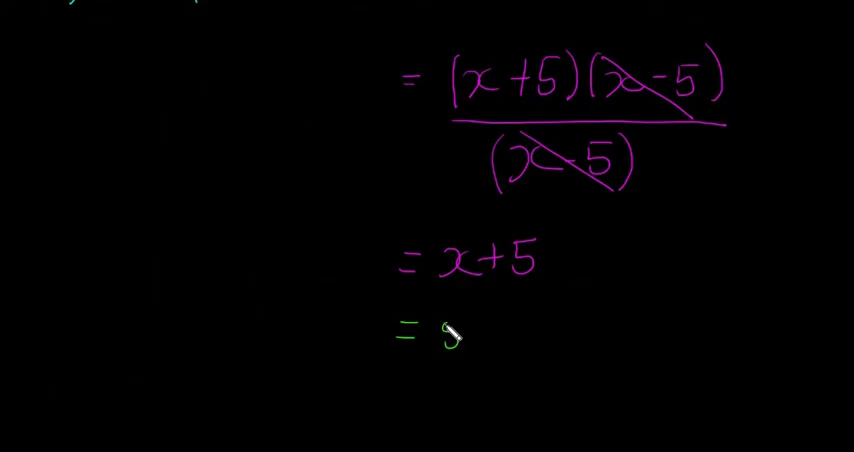 = (x+5)(x-5)
(x-5)
= x+5
=